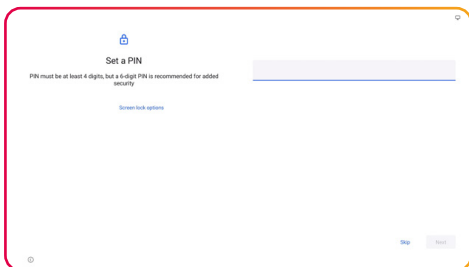 Set a PIN
PIN must be at least 4 digits, but a 6-digit PIN is recommended for added
security
Screen lock options
Skip
Next